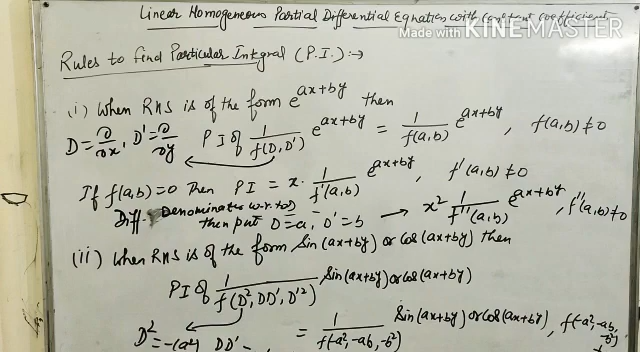 Linear Homogeneous Partial Differential Equation with Constant coefficient
Made with KINEMASTER
Rules to find Particular Integral (P.I.) :→
(i) When RHS is of the form e^{ax+by} then
D = ∂/∂x, D' = ∂/∂y P I of 1/f(D,D') e^{ax+by} = 1/f(a,b) e^{ax+by}, f(a,b) ≠ 0
If f(a,b)=0 Then PI = x · 1/f'(a,b) e^{ax+by}, f'(a,b) ≠ 0
Diff. Denominator w.r.to D
then put D=a, D'=b → x² 1/f''(a,b) e^{ax+by}, f''(a,b) ≠ 0
(ii) When RHS is of the form Sin(ax+by) or Cos(ax+by) then
P I of 1/f(D², DD', D'²) Sin(ax+by) or Cos(ax+by)
D² = -(a²) DD' = 1/f(-a², -ab, -b²) Sin(ax+by) or Cos(ax+by), f(-a², -ab, -b²)